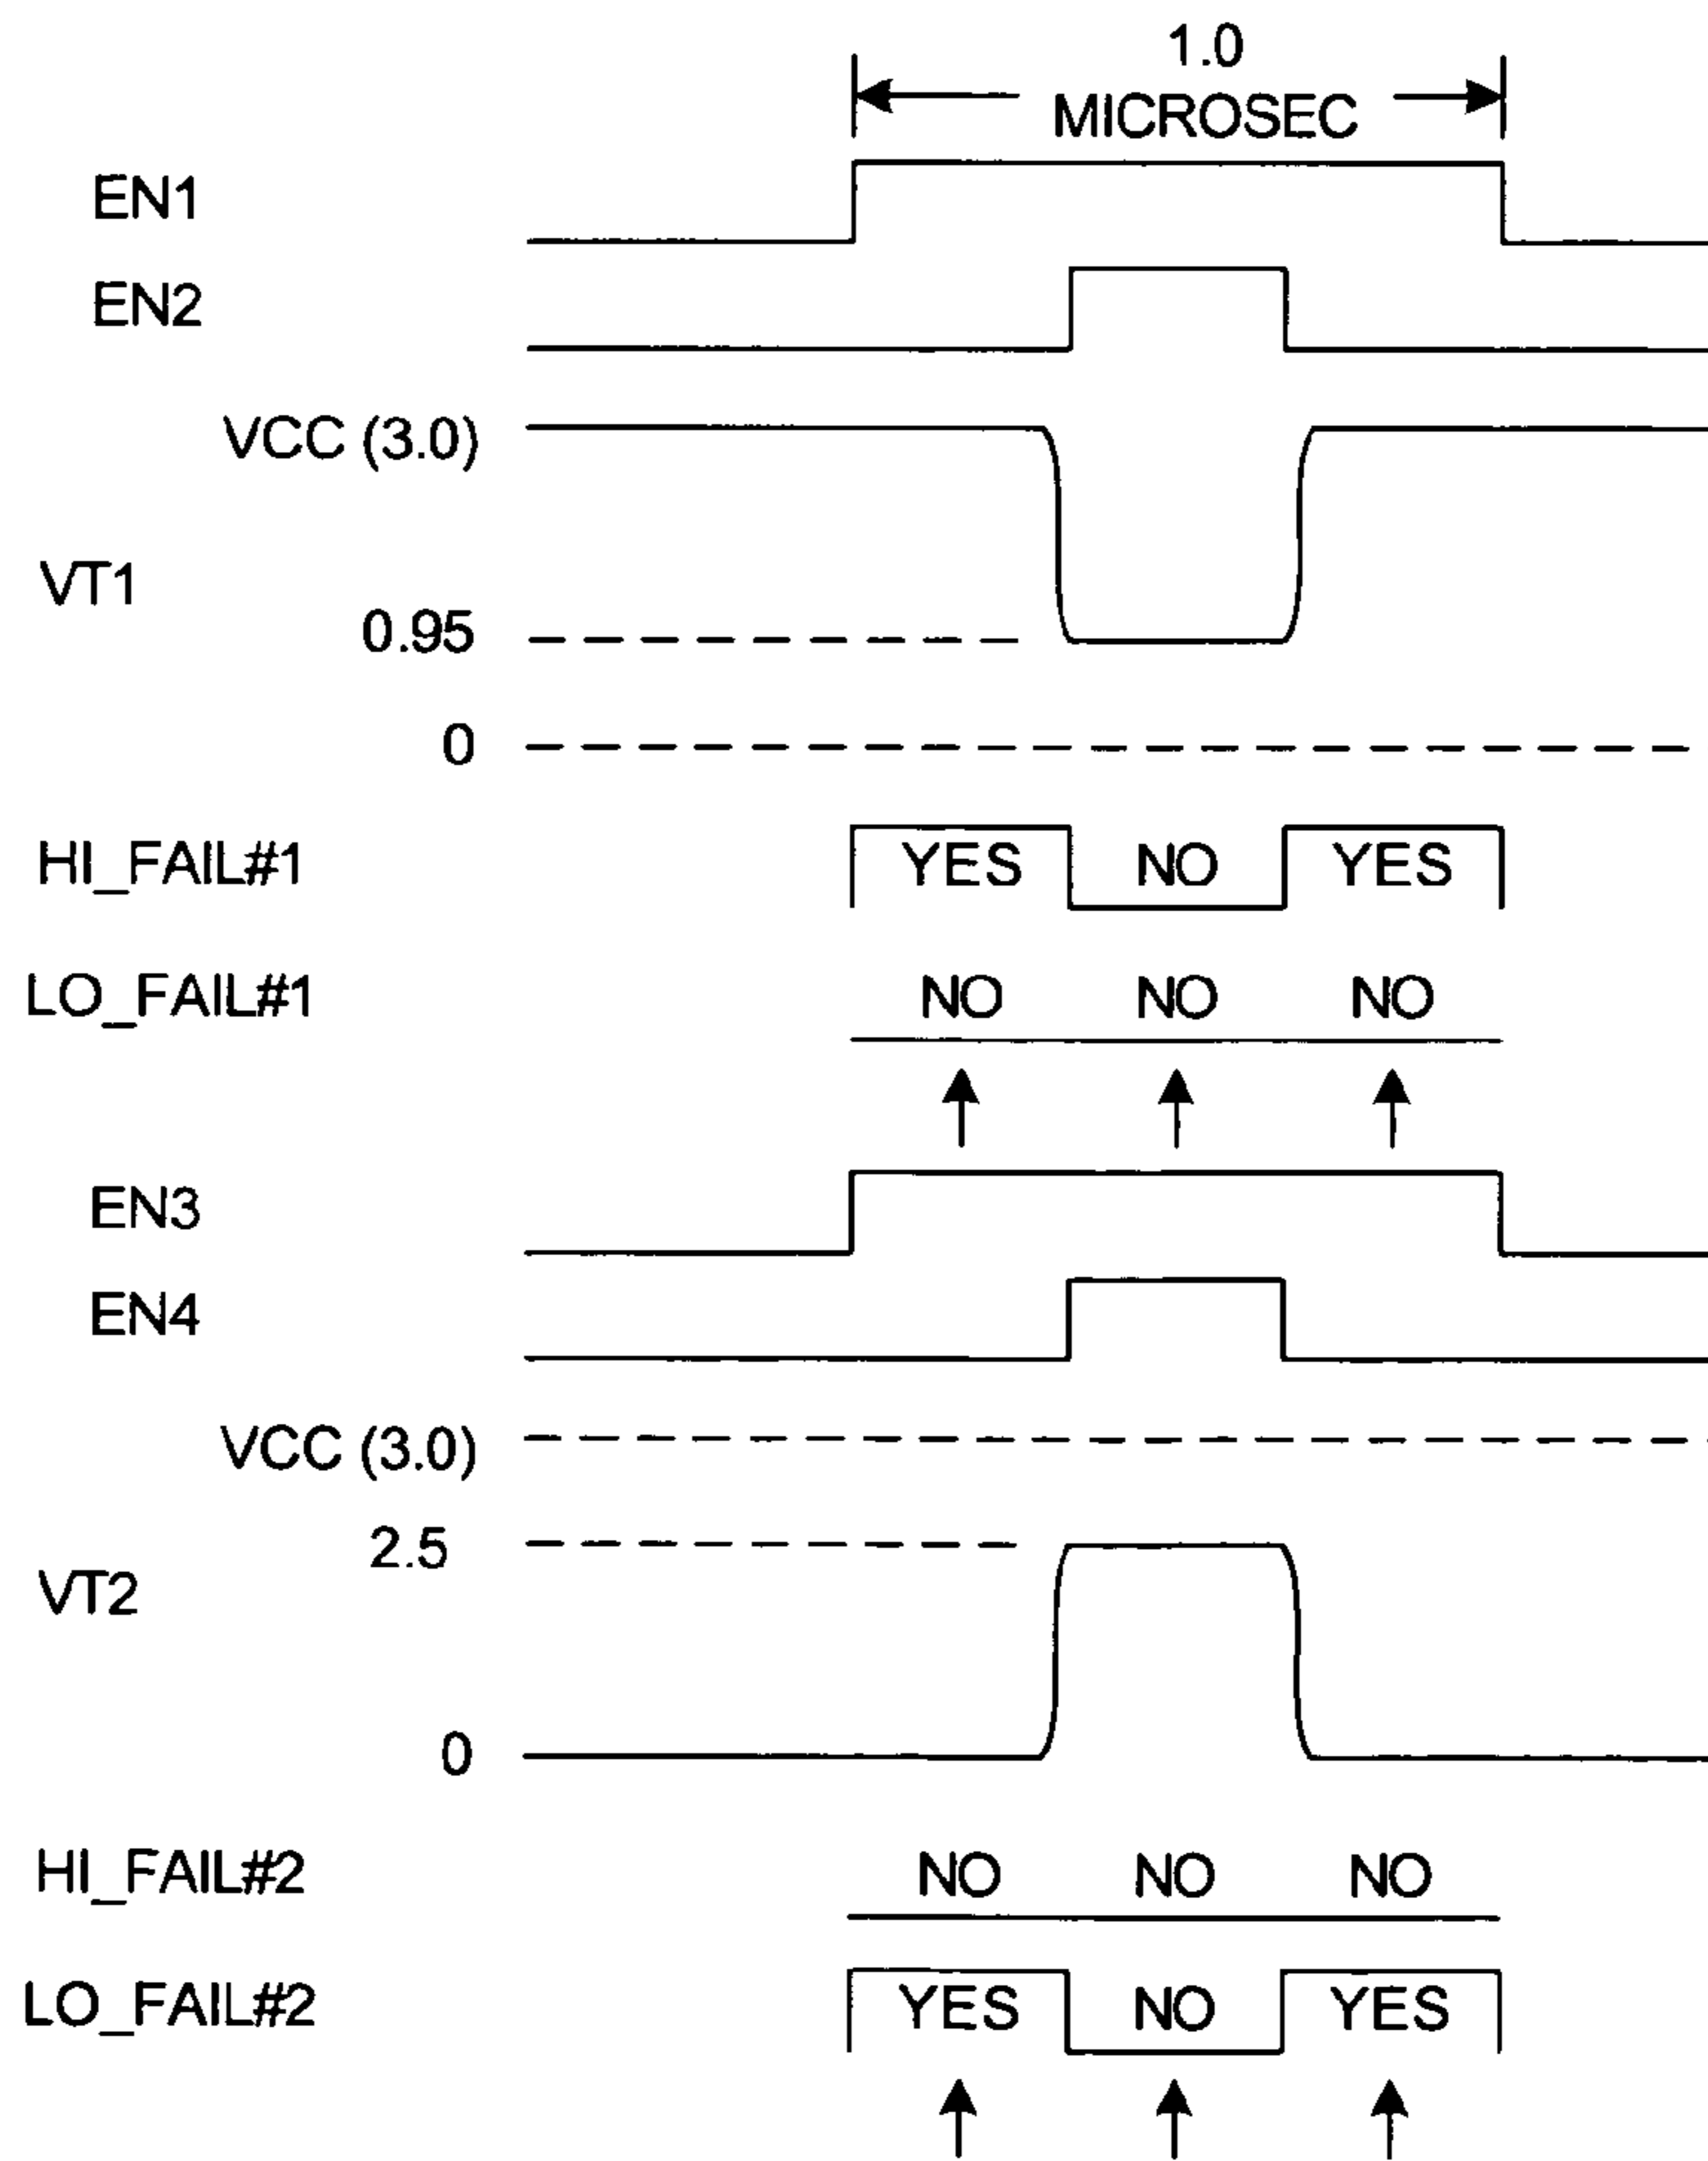 1.0
MICROSEC
EN1
EN2
VCC (3.0)
VT1
0.95
0
HI_FAIL#1 YES NO YES
LO_FAIL#1 NO NO NO
EN3
EN4
VCC (3.0)
2.5
VT2
0
HI_FAIL#2 NO NO NO
LO_FAIL#2 YES NO YES